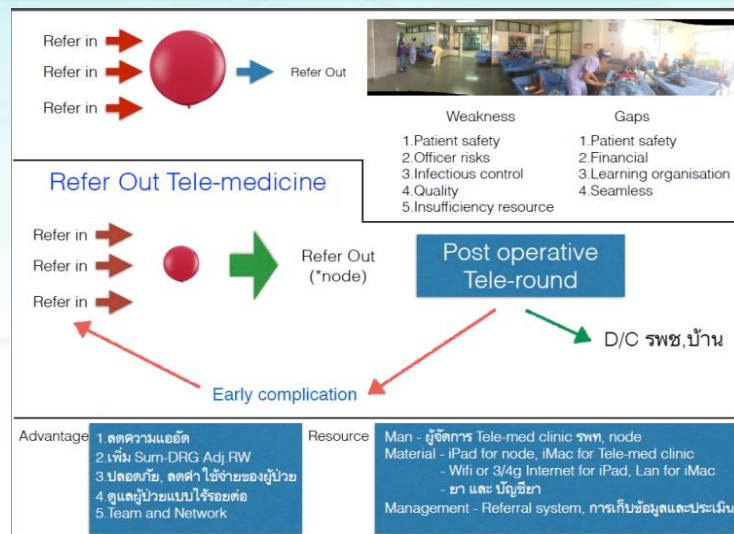 Refer in
Refer in
Refer in
Refer Out
Weakness
1.Patient safety
2.Officer risks
3.Infectious control
4.Quality
5.Insufficiency resource
Gaps
1.Patient safety
2.Financial
3.Learning organisation
4.Seamless
Refer Out Tele-medicine
Refer in
Refer in
Refer in
Refer Out
(*node)
Post operative
Tele-round
D/C รพช,บ้าน
Early complication
Advantage
1.ลดความแออัด
2.เพิ่ม Sum-DRG Adj.RW
3.ปลอดภัย, ลดค่าใช้จ่ายของผู้ป่วย
4.ดูแลผู้ป่วยแบบไร้รอยต่อ
5.Team and Network
Resource
Man - ผู้จัดการ Tele-med clinic รพท, node
Material - iPad for node, iMac for Tele-med clinic
- Wifi or 3/4g Internet for iPad, Lan for iMac
- ยา และ บัญชียา
Management - Referral system, การเก็บข้อมูลและประเมิน